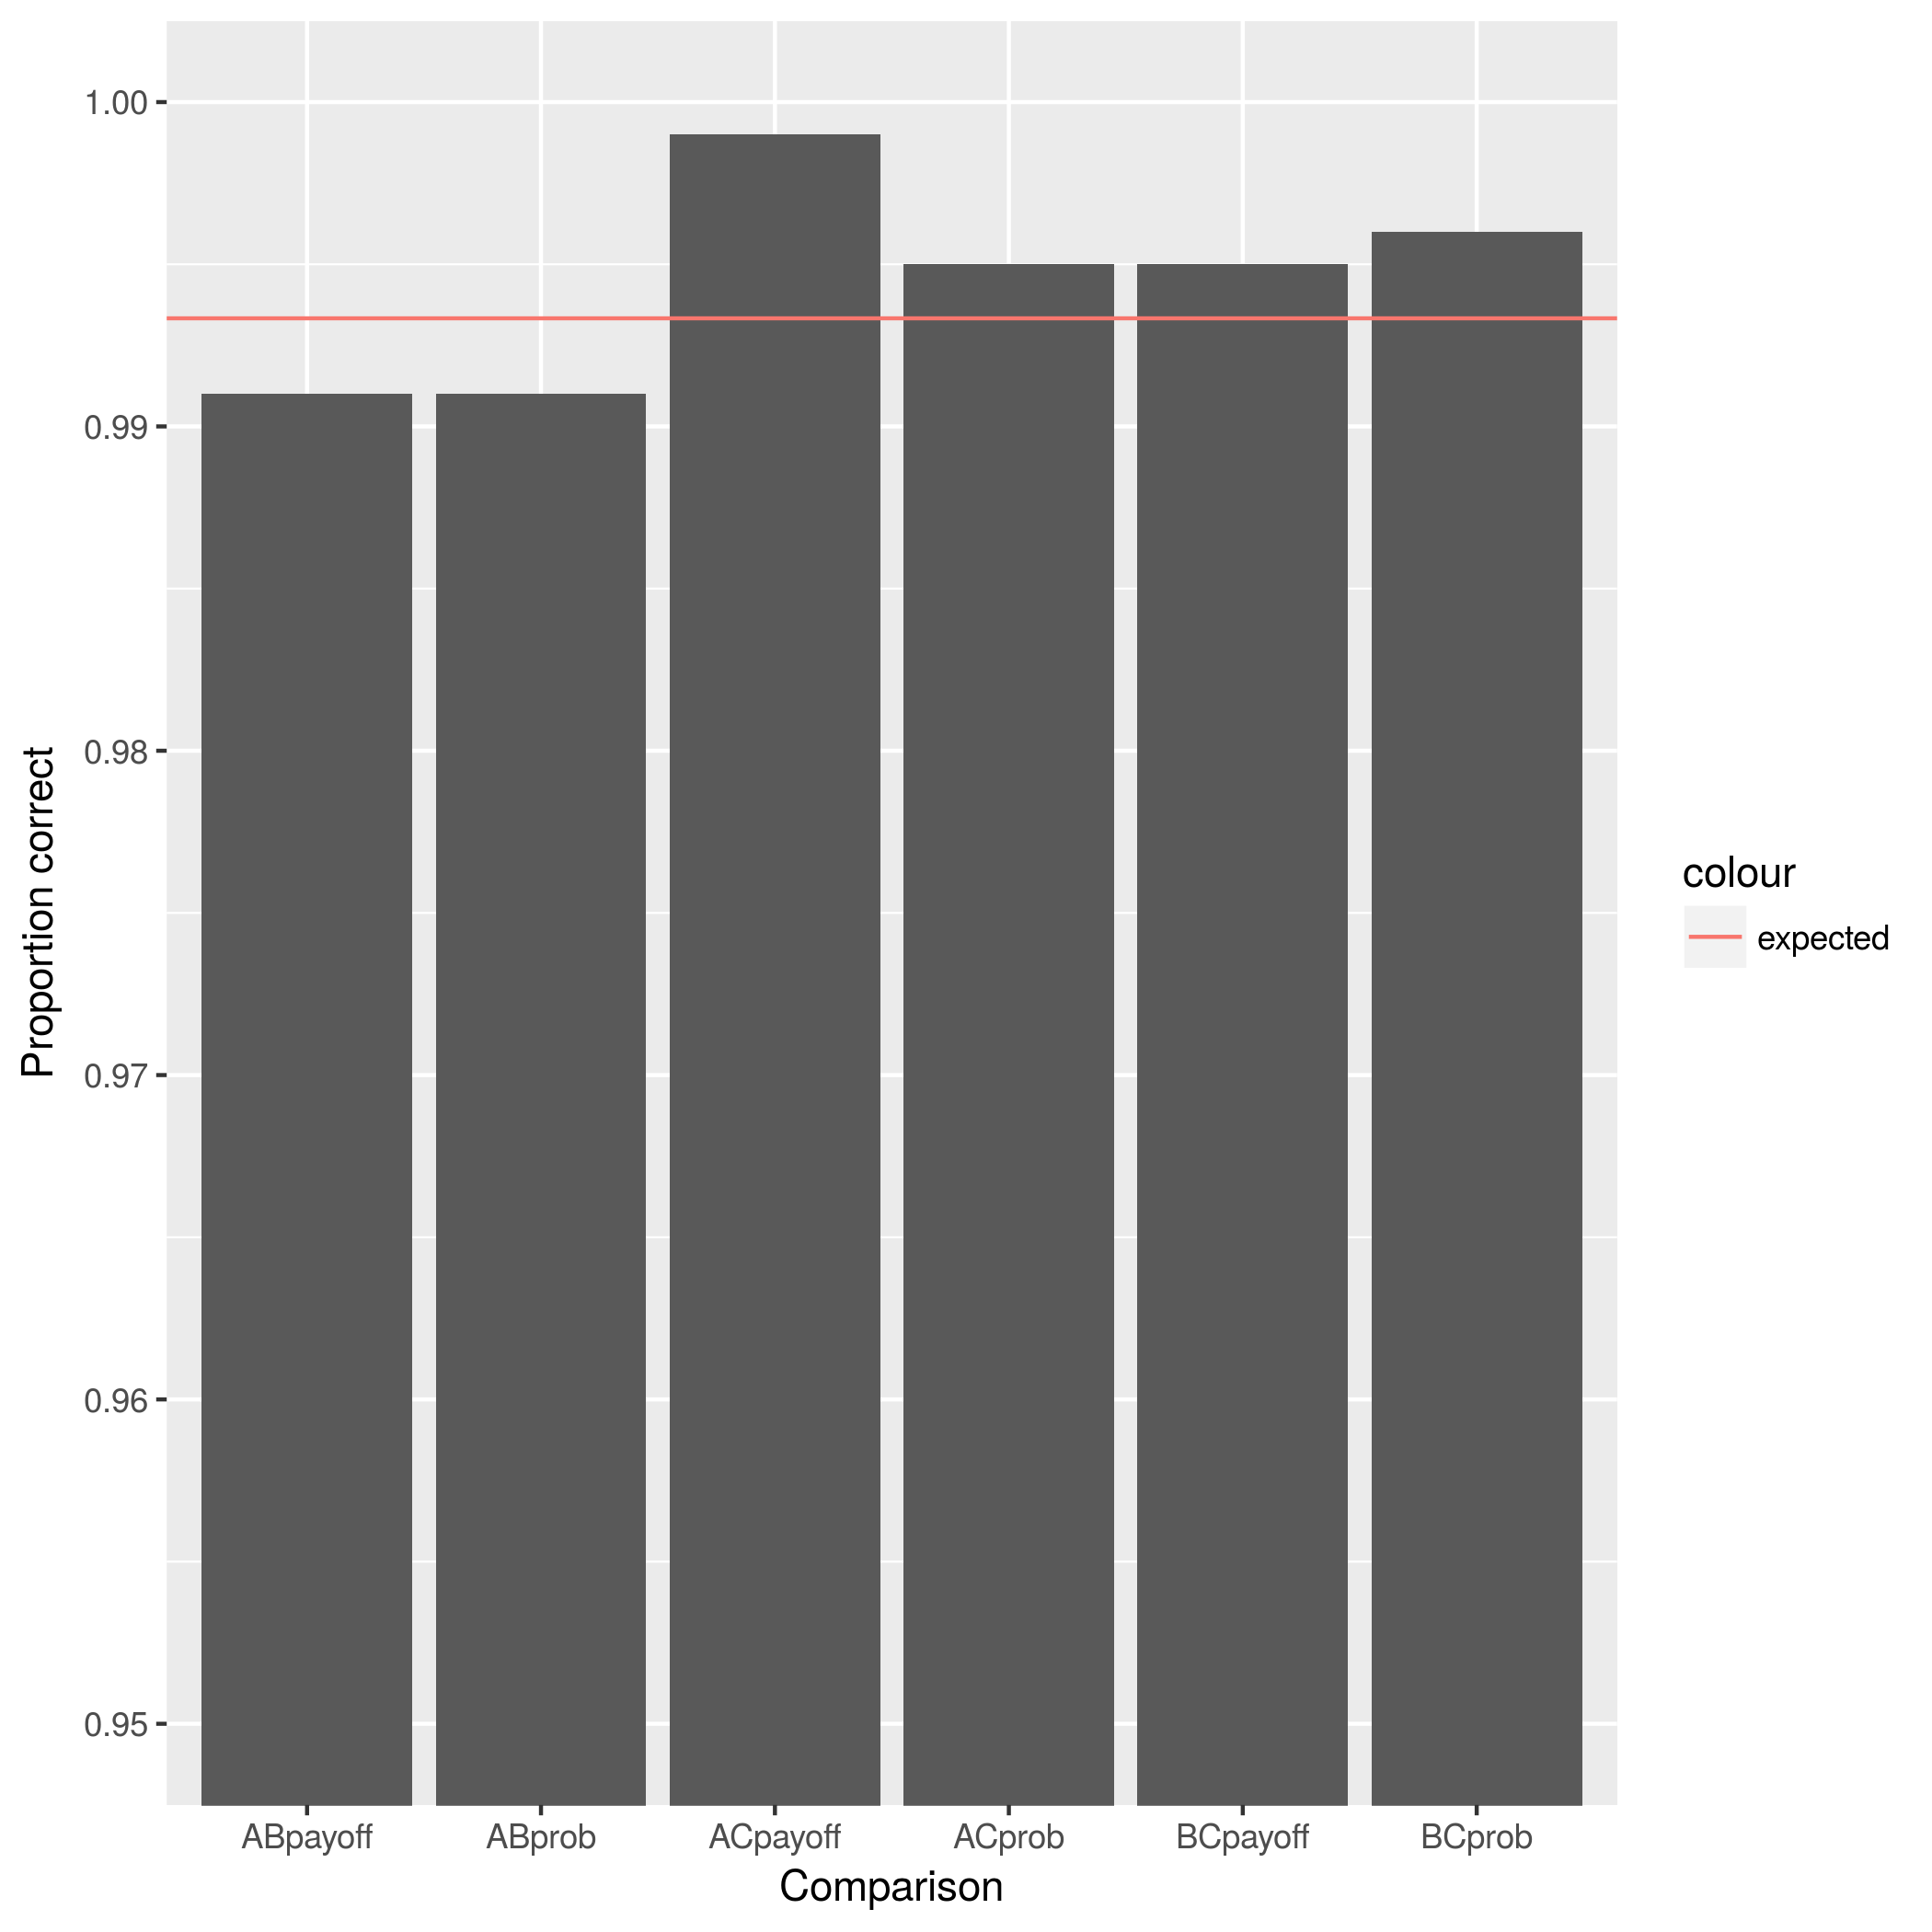 Proportion correct
1.00
0.99
0.98
0.97
0.96
0.95
ABpayoff
ABprob
ACpayoff
ACprob
BCpayoff
BCprob
Comparison
colour
expected